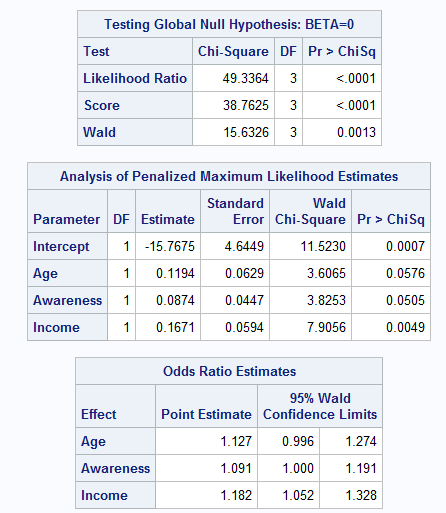 Testing Global Null Hypothesis: BETA=0
Test Chi-Square DF Pr > ChiSq
Likelihood Ratio 49.3364 3 <.0001
Score 38.7625 3 <.0001
Wald 15.6326 3 0.0013
Analysis of Penalized Maximum Likelihood Estimates
Parameter DF Estimate Standard Error Wald Chi-Square Pr > ChiSq
Intercept 1 -15.7675 4.6449 11.5230 0.0007
Age 1 0.1194 0.0629 3.6065 0.0576
Awareness 1 0.0874 0.0447 3.8253 0.0505
Income 1 0.1671 0.0594 7.9056 0.0049
Odds Ratio Estimates
Effect Point Estimate 95% Wald Confidence Limits
Age 1.127 0.996 1.274
Awareness 1.091 1.000 1.191
Income 1.182 1.052 1.328